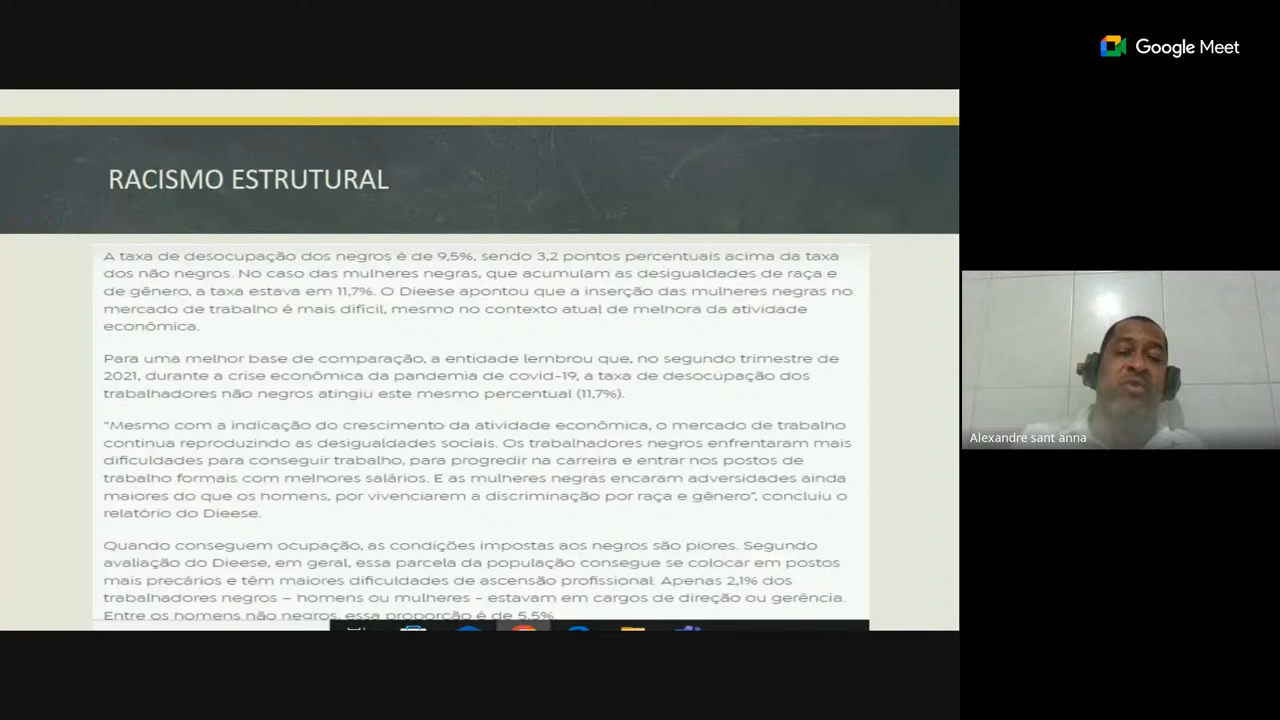 Google Meet
RACISMO ESTRUTURAL
A taxa de desocupação dos negros é de 9,5%, sendo 3,2 pontos percentuais acima da taxa
dos não negros. No caso das mulheres negras, que acumulam as desigualdades de raça e
de gênero, a taxa estava em 11,7%. O Dieese apontou que a inserção das mulheres negras no
mercado de trabalho é mais difícil, mesmo no contexto atual de melhora da atividade
econômica.
Para uma melhor base de comparação, a entidade lembrou que, no segundo trimestre de
2021, durante a crise econômica da pandemia de covid-19, a taxa de desocupação dos
trabalhadores não negros atingiu este mesmo percentual (11,7%).
"Mesmo com a indicação do crescimento da atividade econômica, o mercado de trabalho
continua reproduzindo as desigualdades sociais. Os trabalhadores negros enfrentaram mais
dificuldades para conseguir trabalho, para progredir na carreira e entrar nos postos de
trabalho formais com melhores salários. E as mulheres negras encaram adversidades ainda
maiores do que os homens, por vivenciarem a discriminação por raça e gênero", concluiu o
relatório do Dieese.
Quando conseguem ocupação, as condições impostas aos negros são piores. Segundo
avaliação do Dieese, em geral, essa parcela da população consegue se colocar em postos
mais precários e têm maiores dificuldades de ascensão profissional. Apenas 2,1% dos
trabalhadores negros – homens ou mulheres - estavam em cargos de direção ou gerência.
Entre os homens não negros, essa proporção é de 5,5%.
Alexandre sant anna